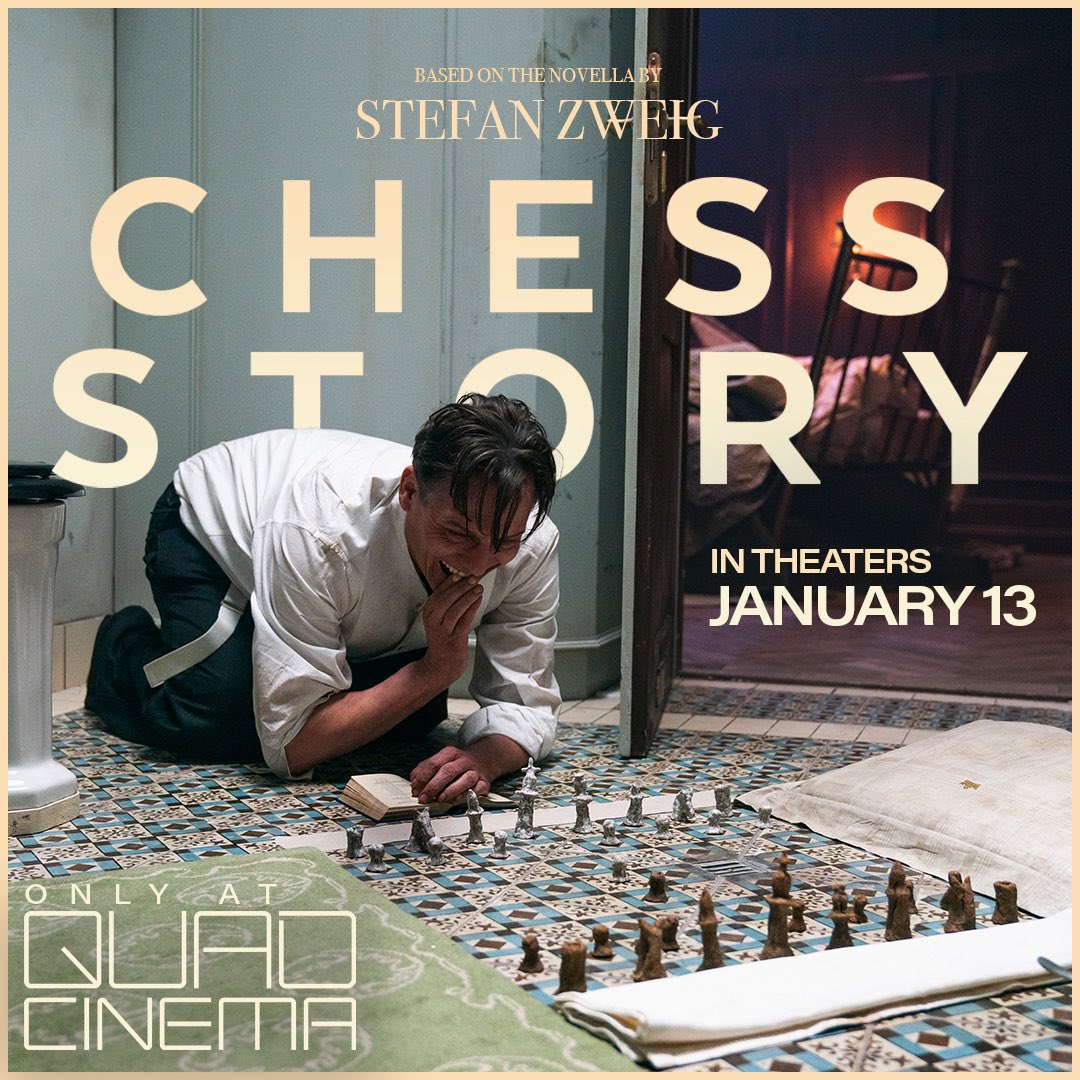 BASED ON THE NOVELLA BY
STEFAN ZWEIG
CHESS
STORY
IN THEATERS
JANUARY 13
ONLY AT
QUAD
CINEMA